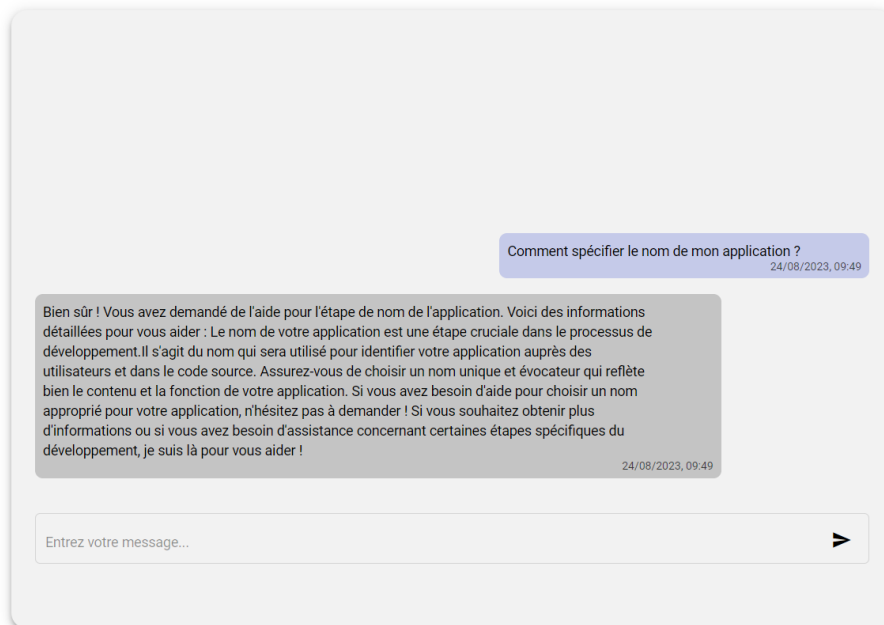 Comment spécifier le nom de mon application ?
24/08/2023, 09:49
Bien sûr ! Vous avez demandé de l'aide pour l'étape de nom de l'application. Voici des informations
détaillées pour vous aider : Le nom de votre application est une étape cruciale dans le processus de
développement.Il s'agit du nom qui sera utilisé pour identifier votre application auprès des
utilisateurs et dans le code source. Assurez-vous de choisir un nom unique et évocateur qui reflète
bien le contenu et la fonction de votre application. Si vous avez besoin d'aide pour choisir un nom
approprié pour votre application, n'hésitez pas à demander ! Si vous souhaitez obtenir plus
d'informations ou si vous avez besoin d'assistance concernant certaines étapes spécifiques du
développement, je suis là pour vous aider !
24/08/2023, 09:49
Entrez votre message...